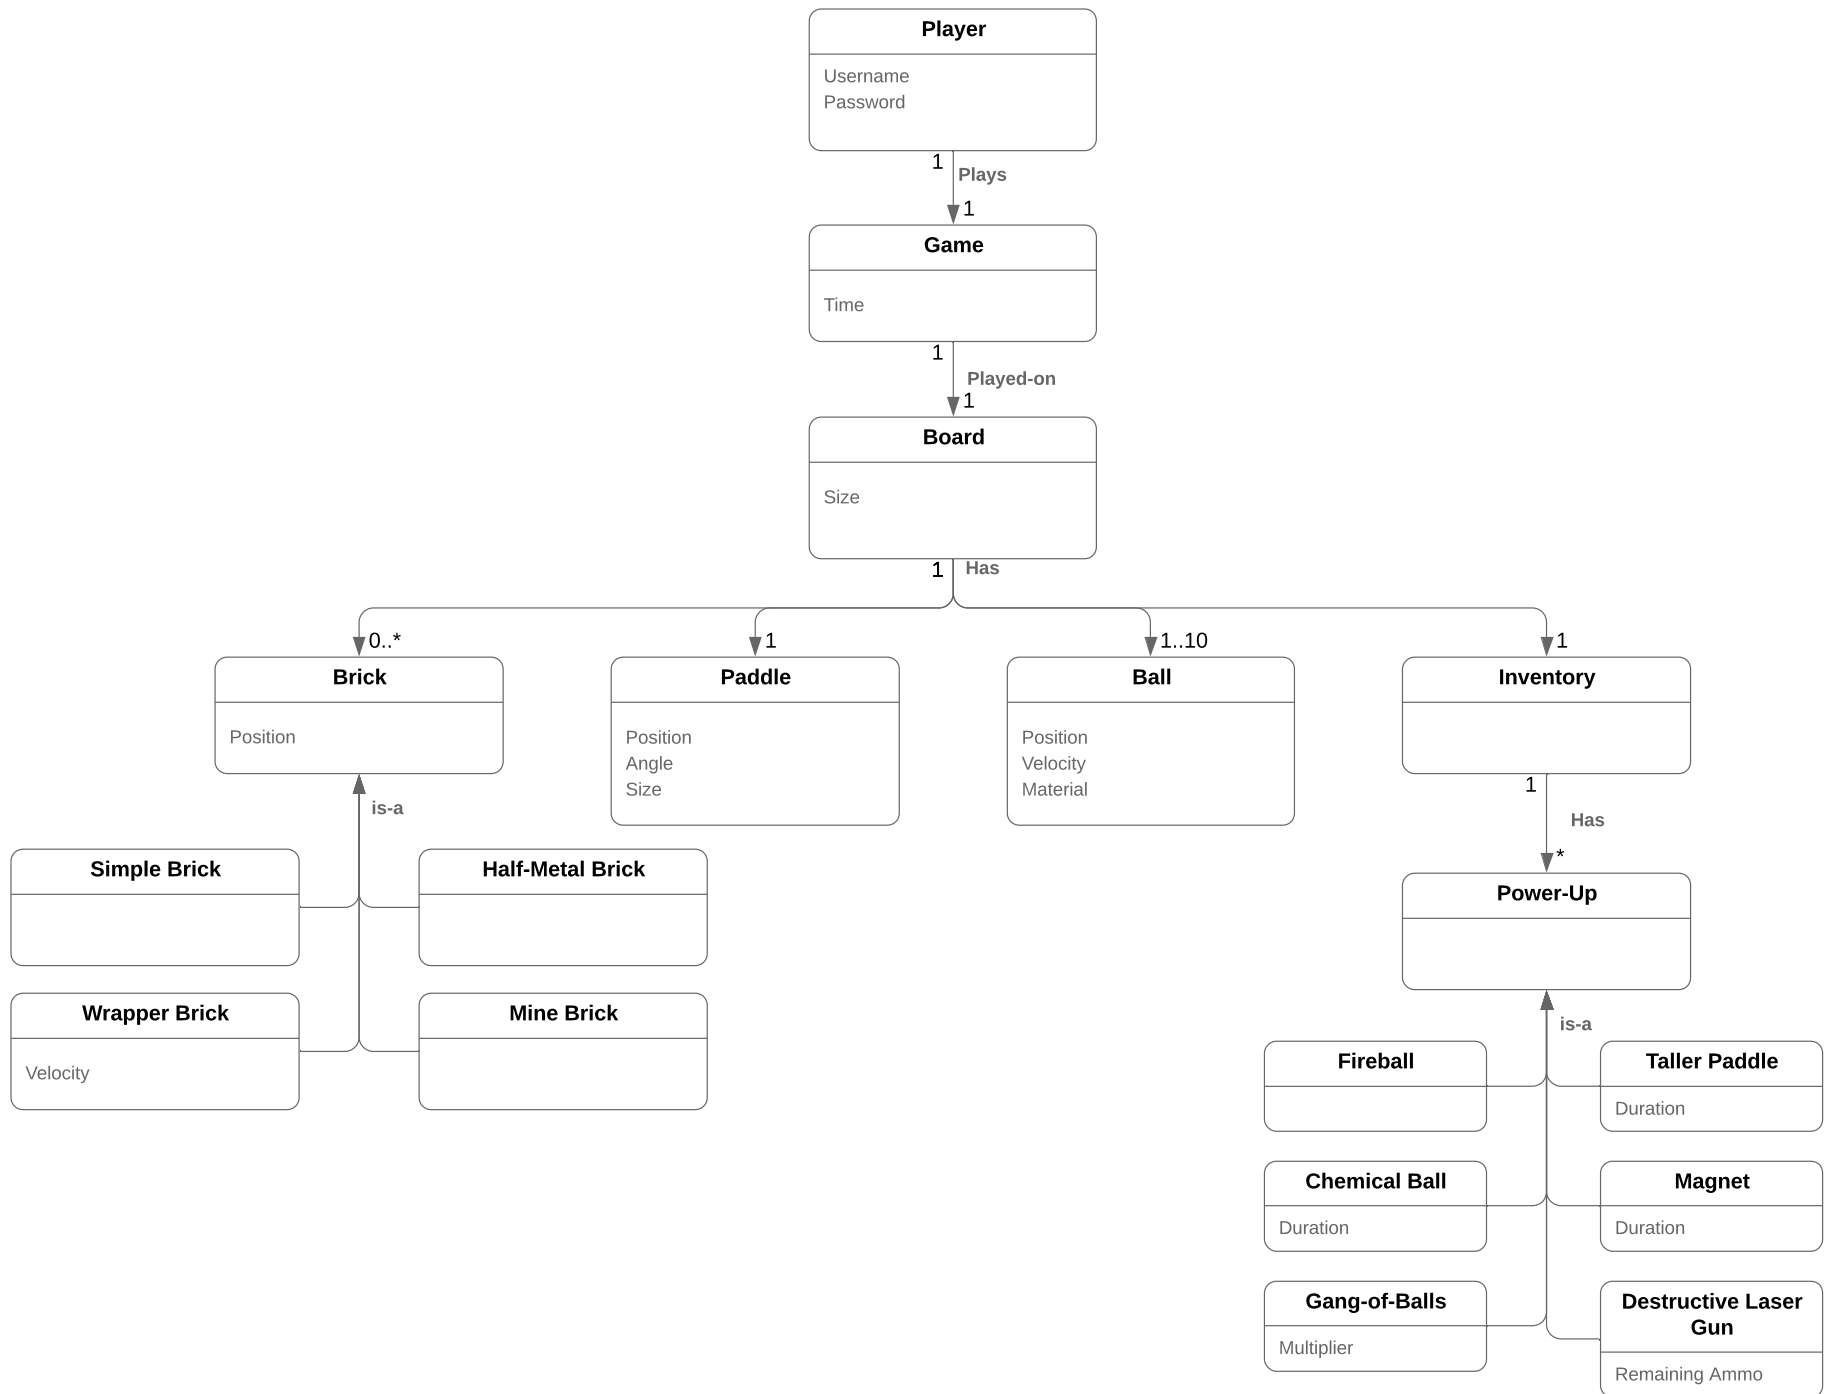 Player
Username
Password
1
Plays
1
Game
Time
1
Played-on
1
Board
Size
1
Has
0..*
1
1..10
1
Brick
Position
Paddle
Position
Angle
Size
Ball
Position
Velocity
Material
Inventory
is-a
1
Has
*
Simple Brick
Half-Metal Brick
Power-Up
Wrapper Brick
Velocity
Mine Brick
is-a
Fireball
Taller Paddle
Duration
Chemical Ball
Duration
Magnet
Duration
Gang-of-Balls
Multiplier
Destructive Laser
Gun
Remaining Ammo